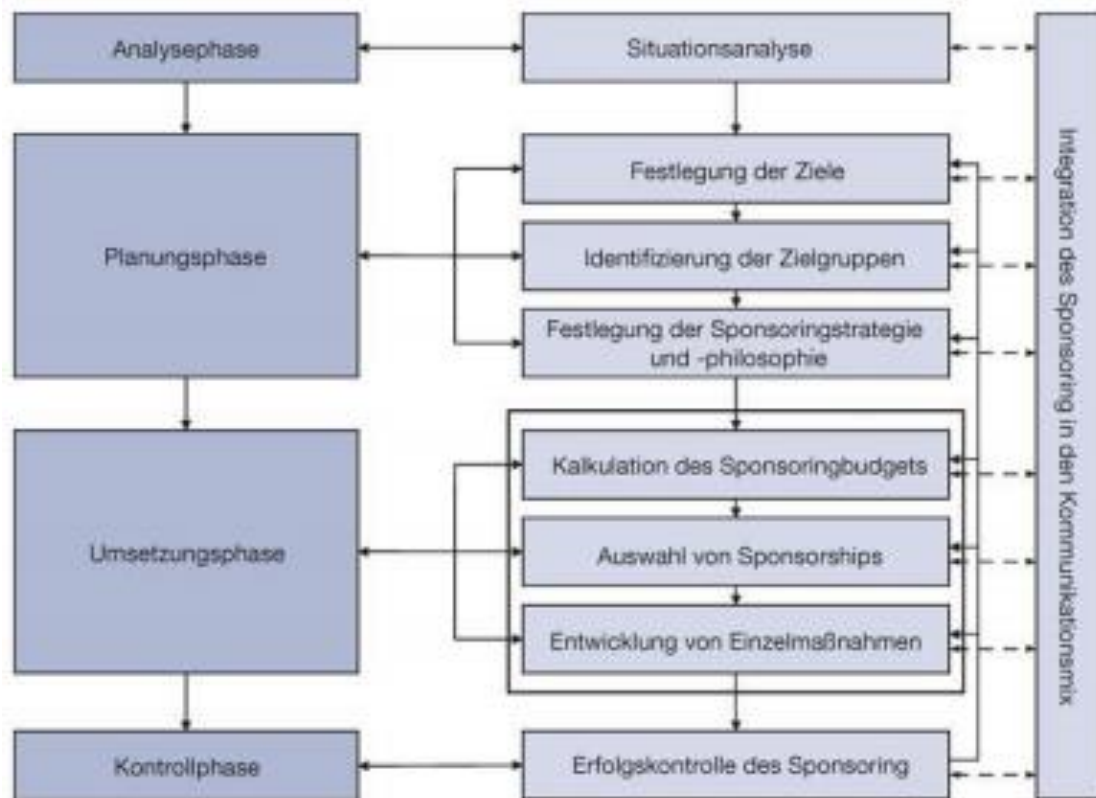 Analysephase
Situationsanalyse
Festlegung der Ziele
Planungsphase
Identifizierung der Zielgruppen
Festlegung der Sponsoringstrategie
und -philosophie
Kalkulation des Sponsoringbudgets
Umsetzungsphase
Auswahl von Sponsorships
Entwicklung von Einzelmaßnahmen
Kontrollphase
Erfolgskontrolle des Sponsoring
Integration des Sponsoring in den Kommunikationsmix